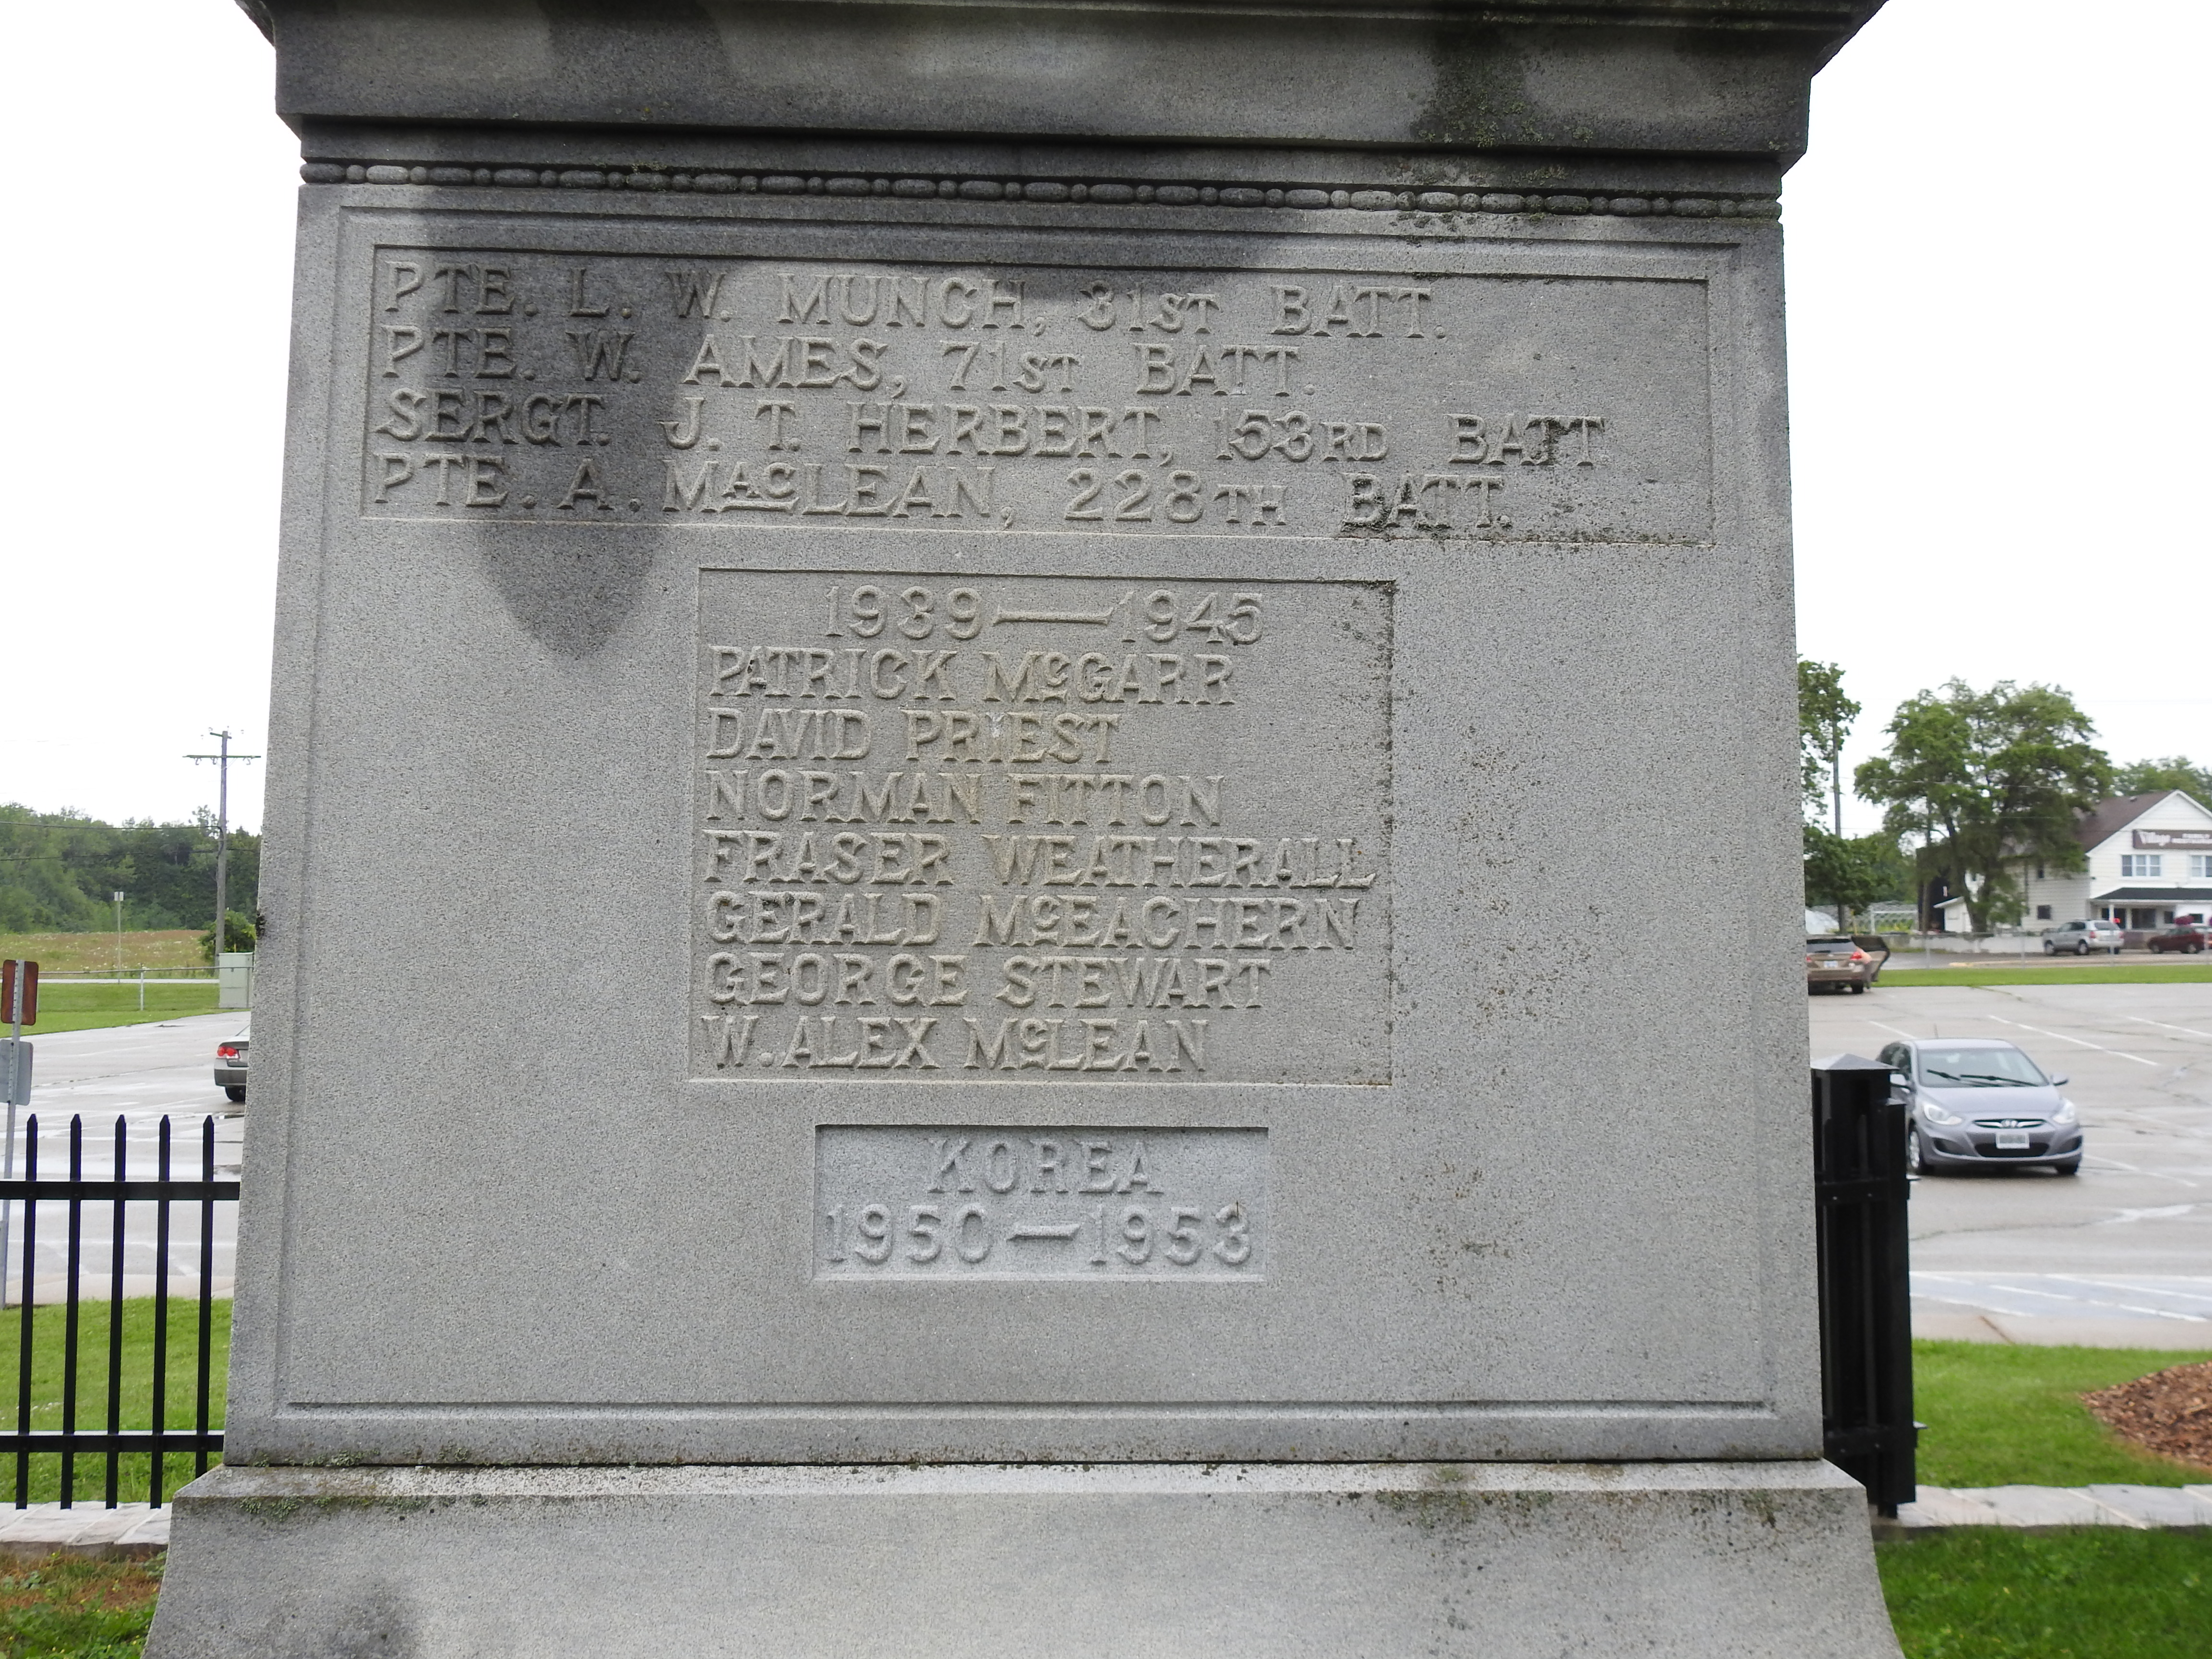 PTE. L. W. MUNCH, 31ST BATT.
PTE. W. AMES, 71ST BATT.
SERGT. J. T. HERBERT, 153RD BATT
PTE. A. MACLEAN, 228TH BATT.
1939—1945
PATRICK McGARR
DAVID PRIEST
NORMAN FITTON
FRASER WEATHERALL
GERALD McEACHERN
GEORGE STEWART
W. ALEX McLEAN
KOREA
1950—1953
Village